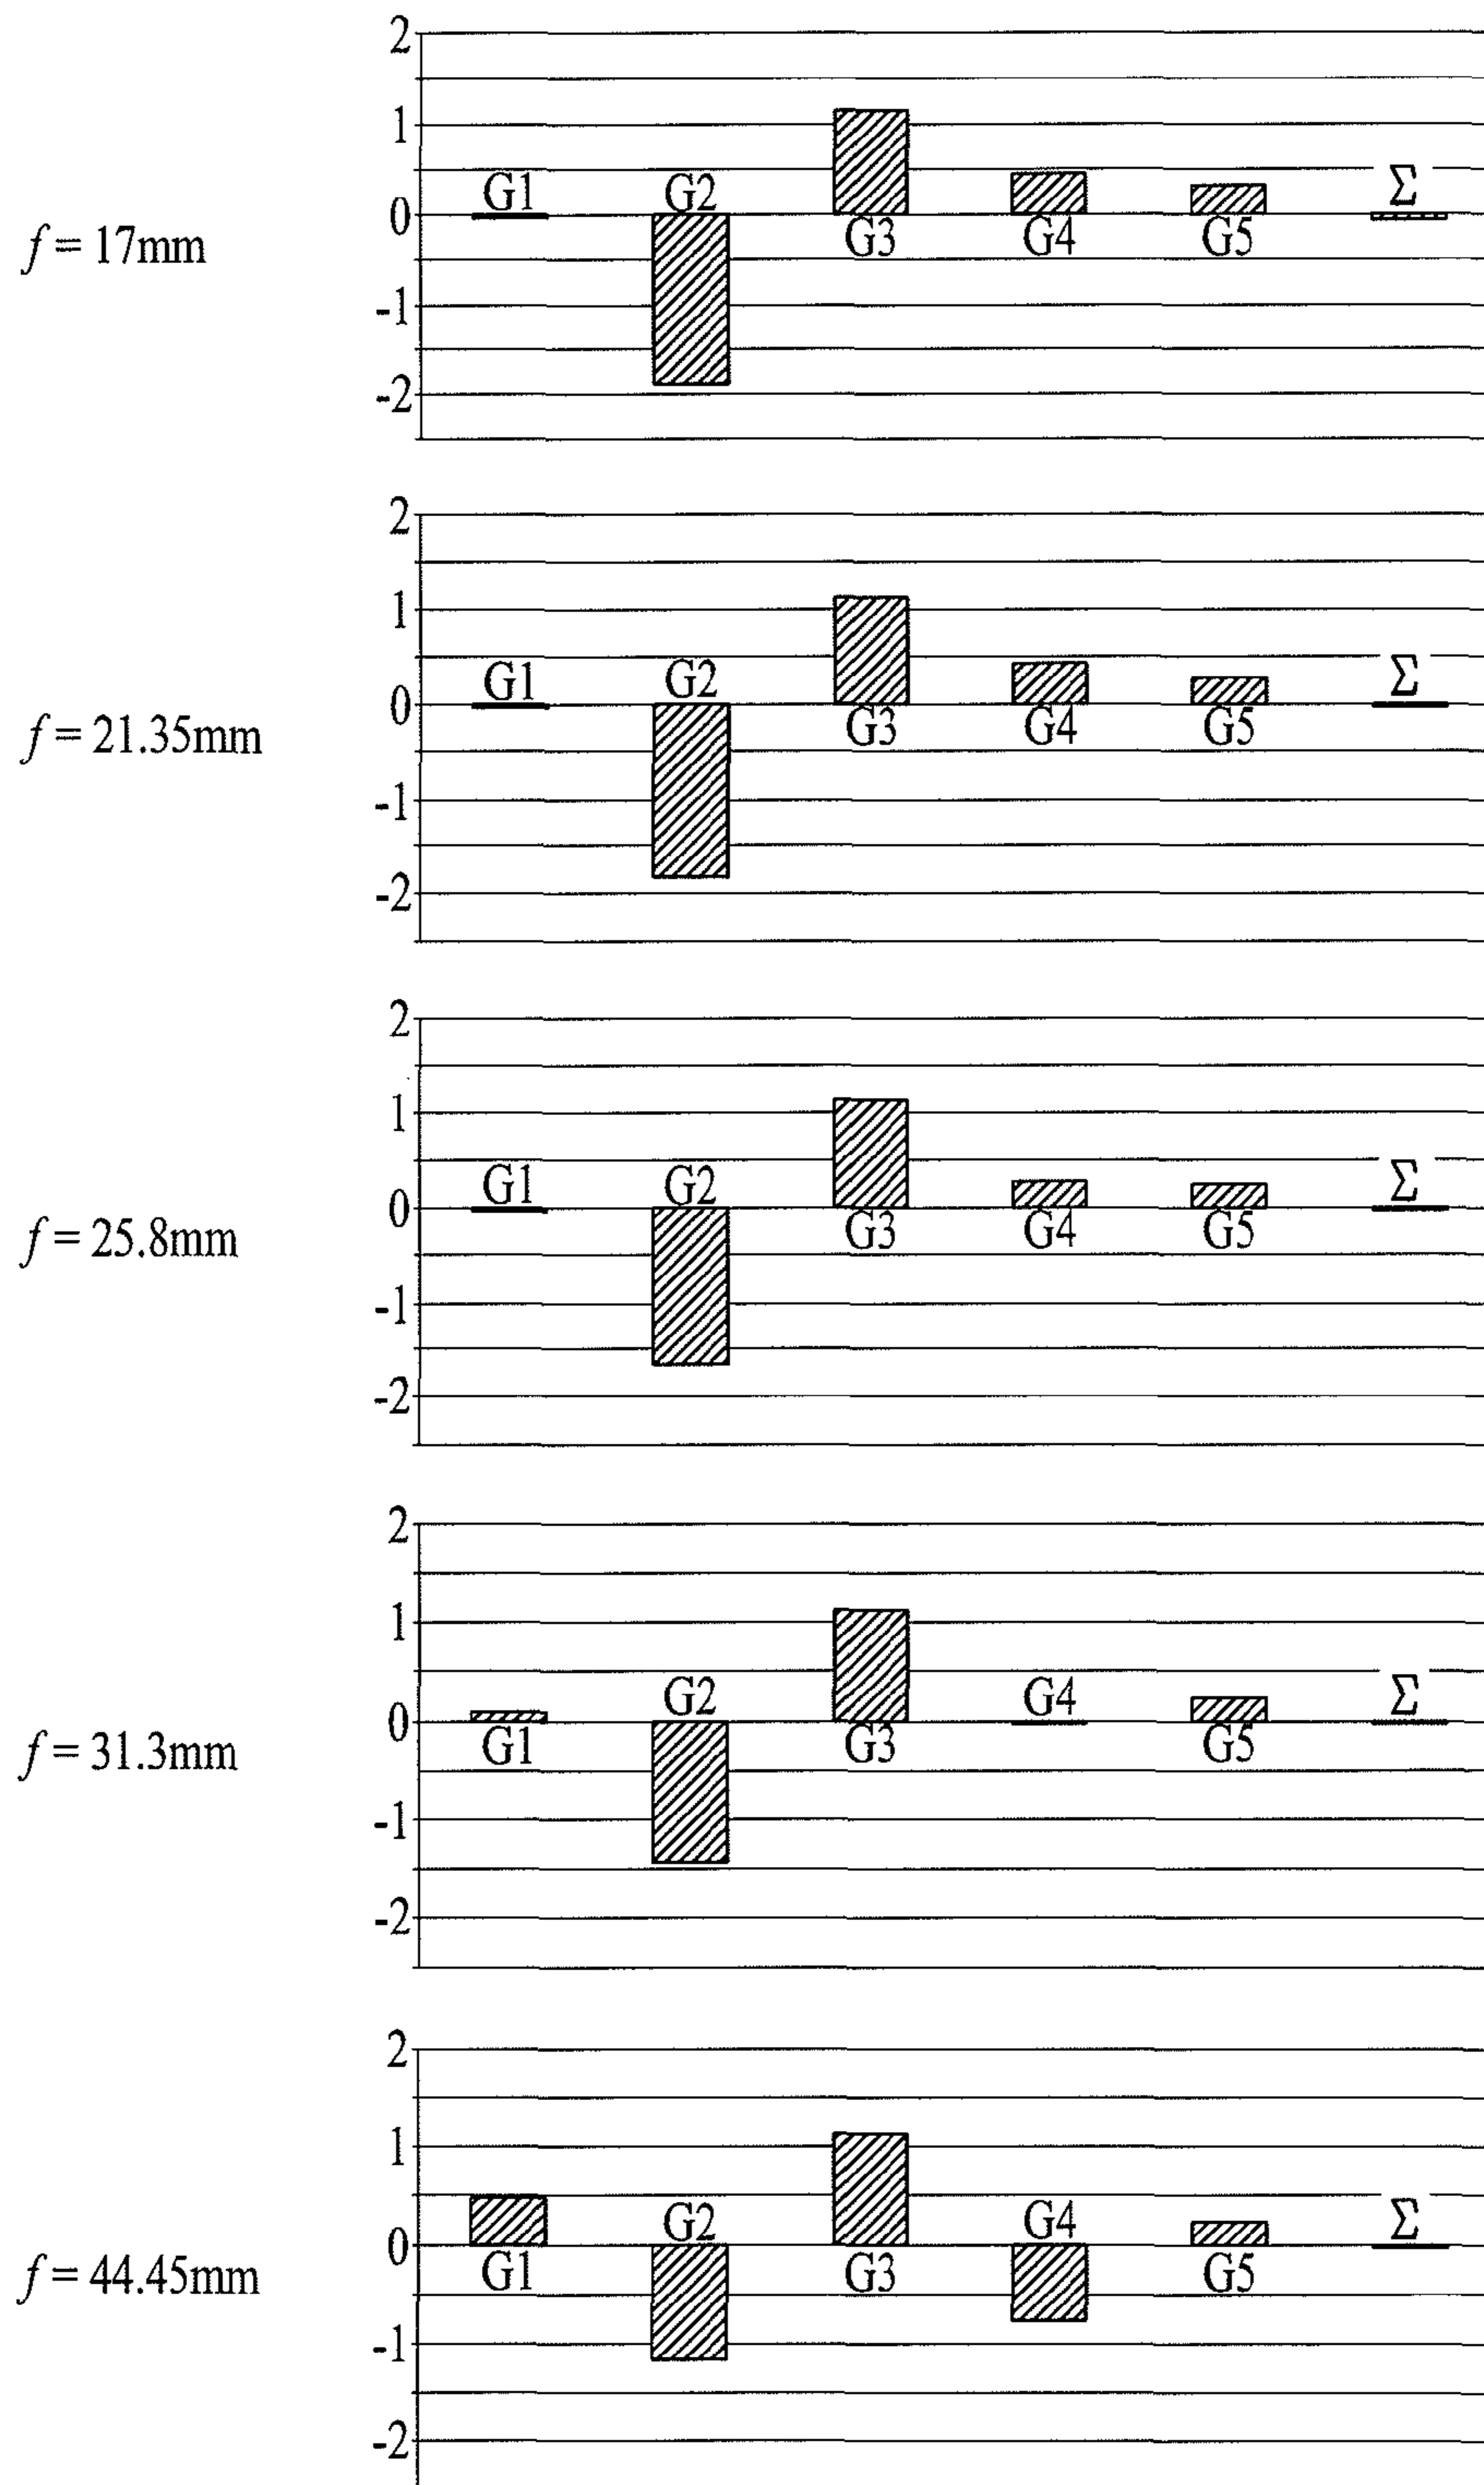 2
1
G1 G2 Σ
0
G3 G4 G5
f = 17mm
-1
-2
2
1
G1 G2 Σ
0
G3 G4 G5
f = 21.35mm
-1
-2
2
1
G1 G2 Σ
0
G3 G4 G5
f = 25.8mm
-1
-2
2
1
G2 G4 Σ
0
G1 G3 G5
f = 31.3mm
-1
-2
2
1
G2 G4 Σ
0
G1 G3 G5
f = 44.45mm
-1
-2